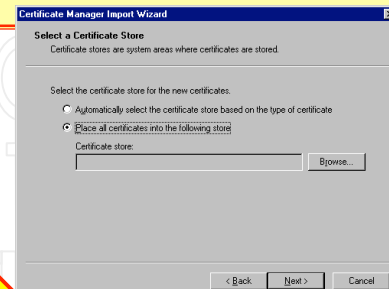 Certificate Manager Import Wizard
Select a Certificate Store
Certificate stores are system areas where certificates are stored.
Select the certificate store for the new certificates.
Automatically select the certificate store based on the type of certificate
Place all certificates into the following store
Certificate store:
Browse...
< Back Next > Cancel